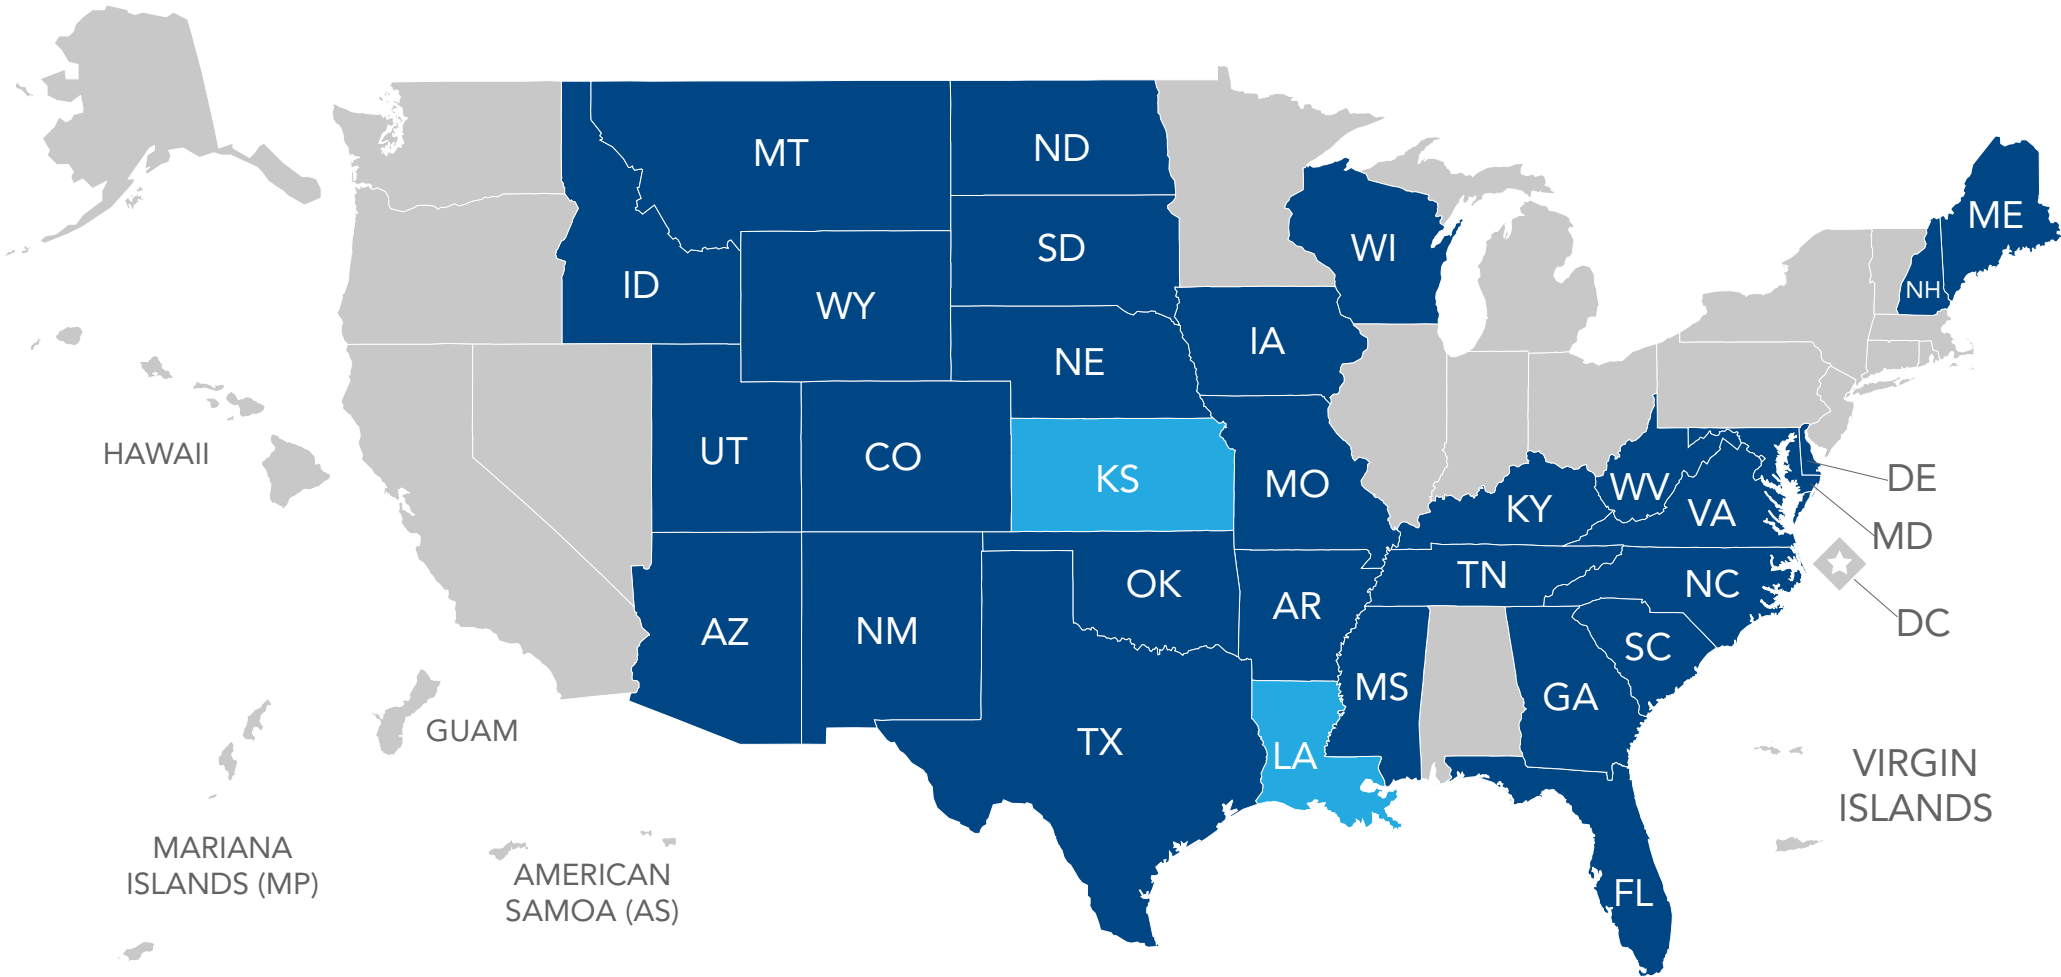 MT
ND
ME
WI
SD
ID
NH
WY
IA
NE
UT
CO
HAWAII
KS
MO
DE
WV
KY
VA
MD
TN
OK
NC
AR
DC
AZ
NM
SC
MS
GA
GUAM
TX
LA
VIRGIN
ISLANDS
MARIANA
ISLANDS (MP)
AMERICAN
SAMOA (AS)
FL